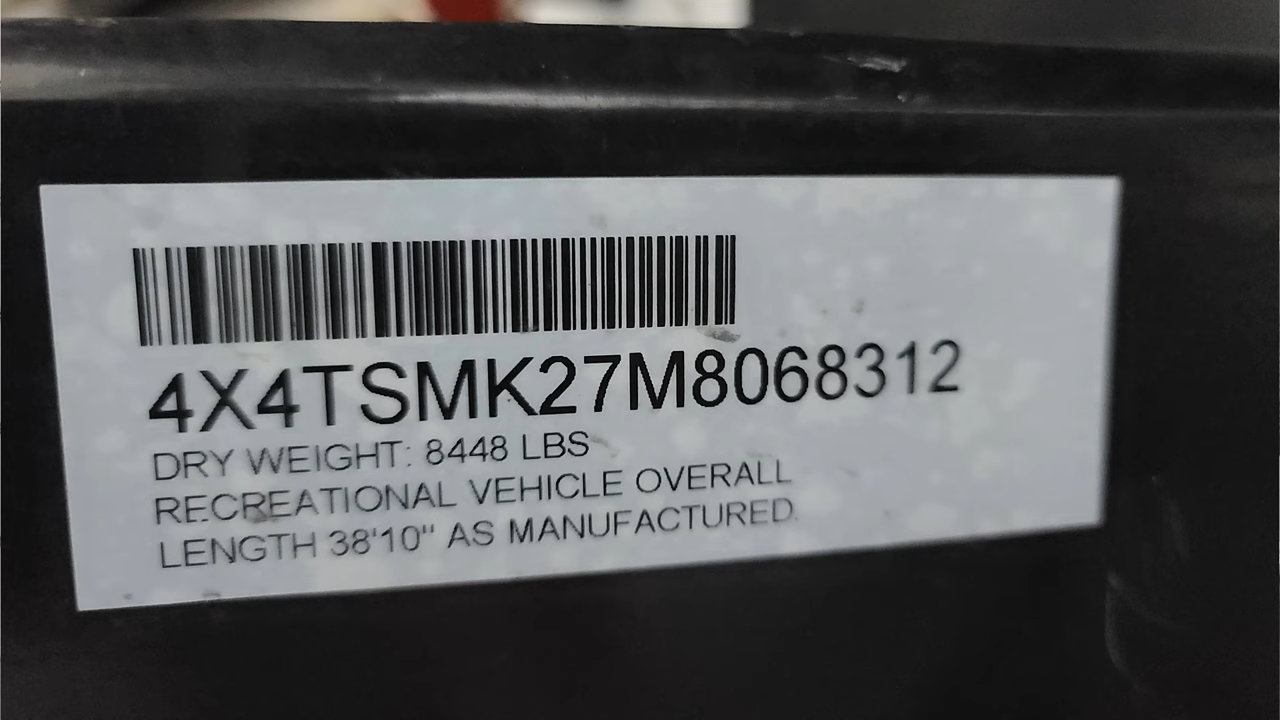 4X4TSMK27M8068312
DRY WEIGHT: 8448 LBS
RECREATIONAL VEHICLE OVERALL
LENGTH 38'10" AS MANUFACTURED.